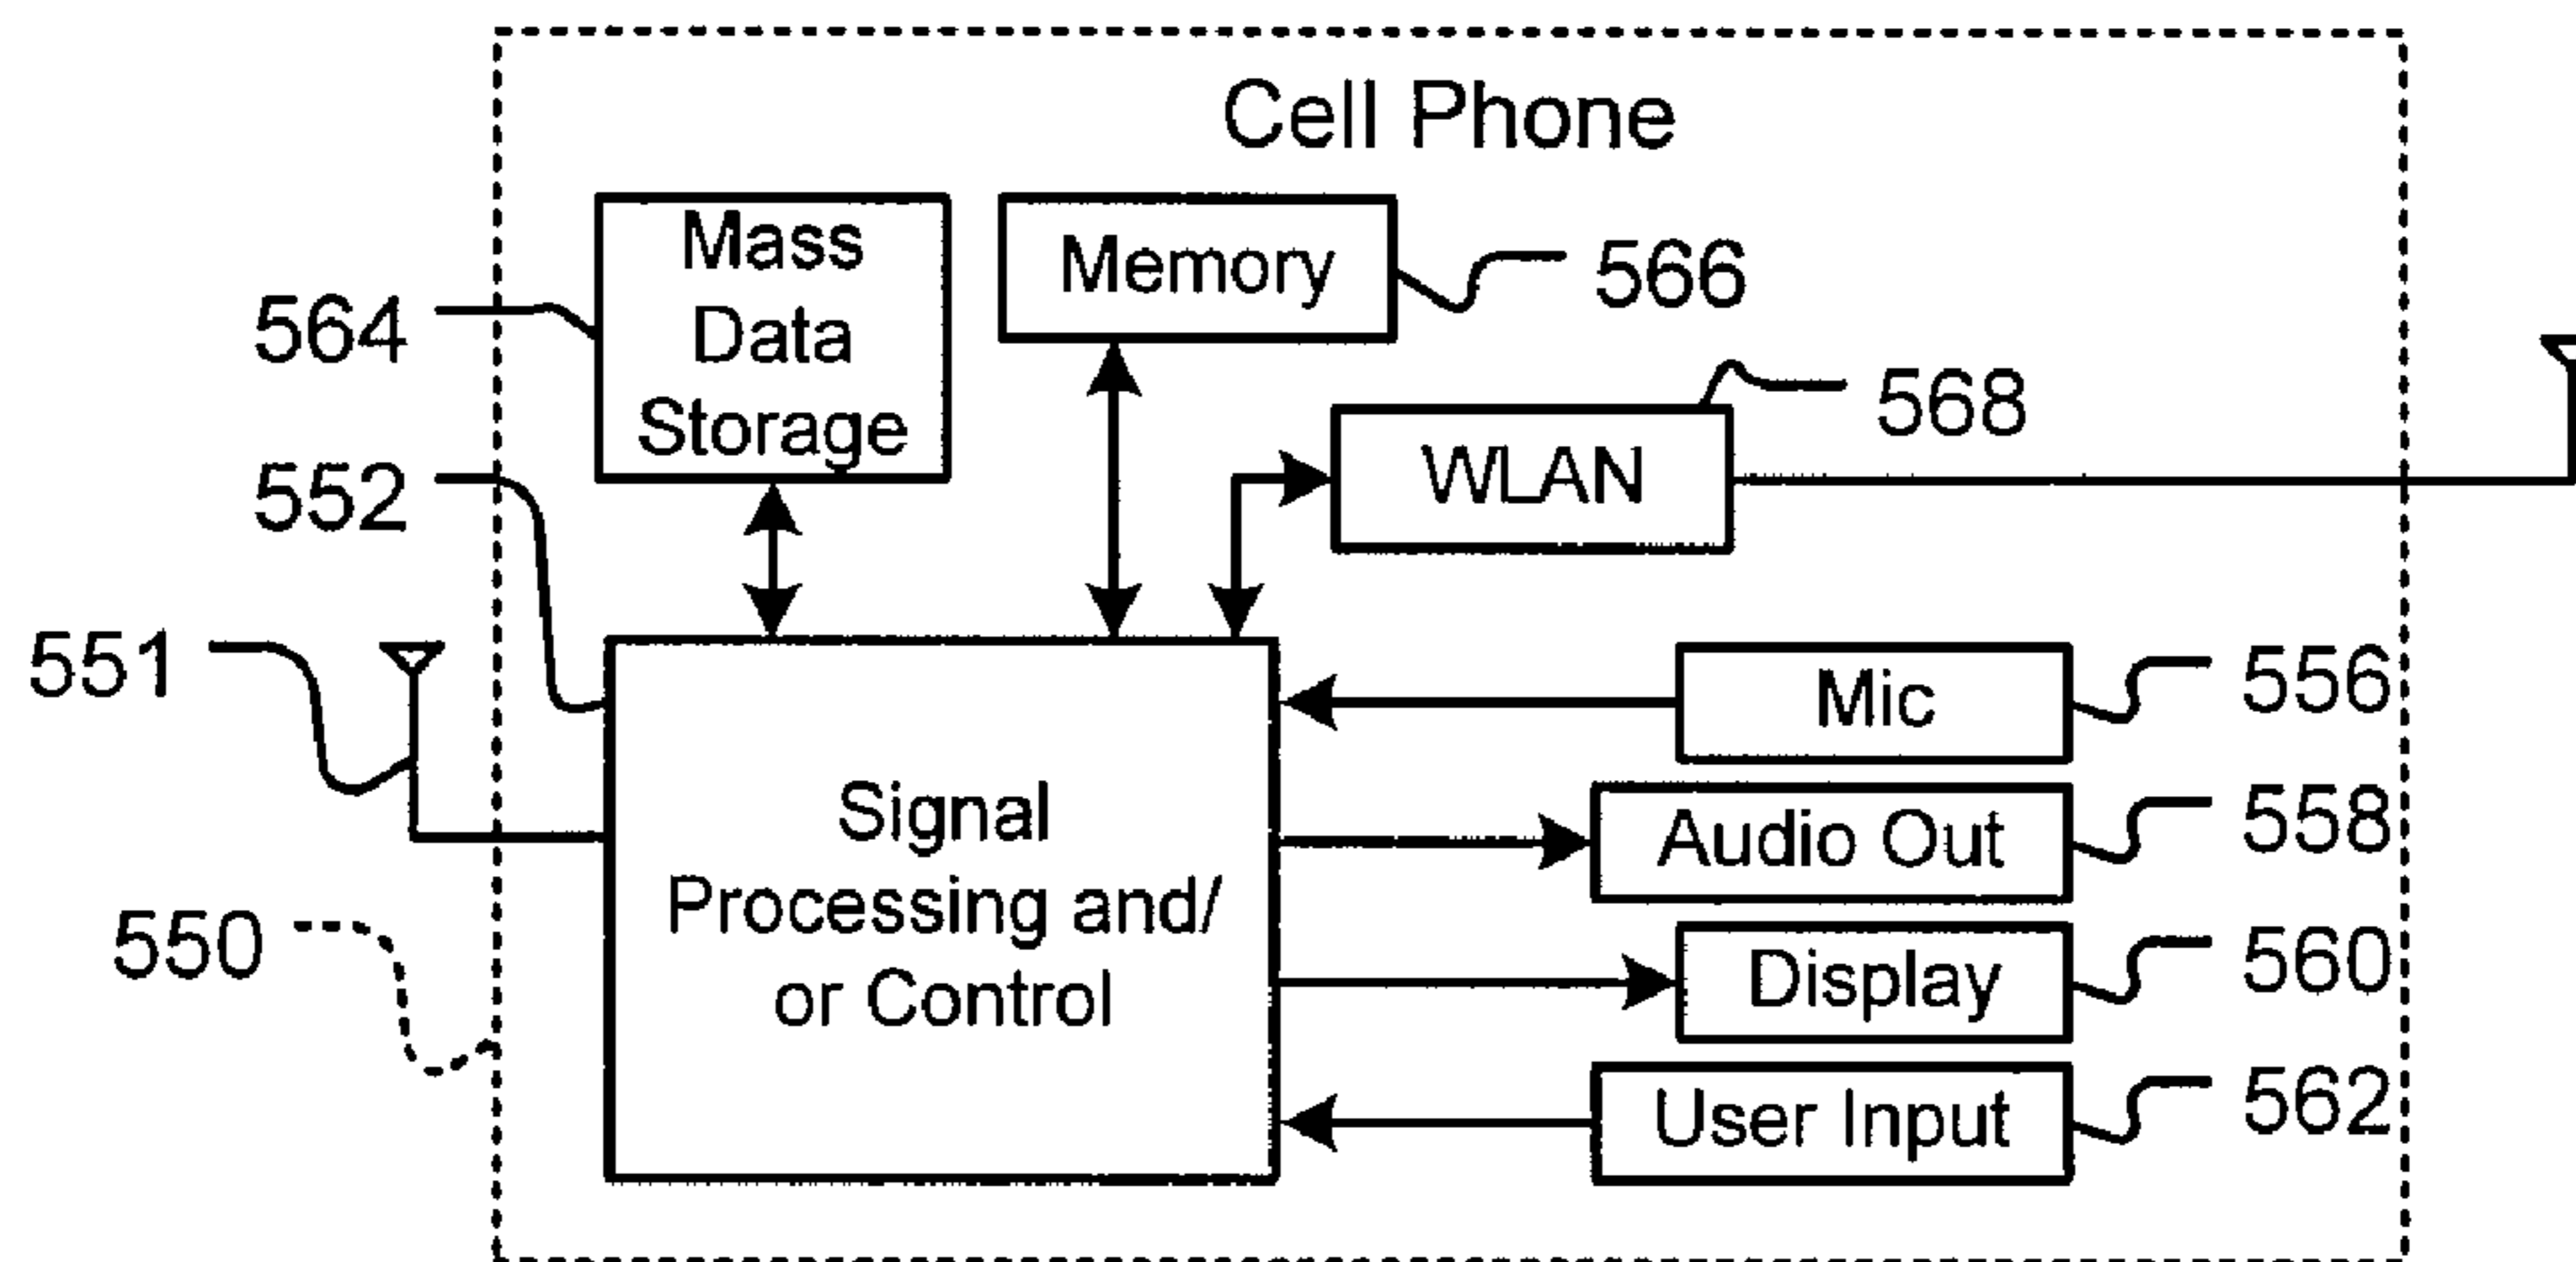 Cell Phone
Mass
Data
Storage
Memory
566
564
568
WLAN
552
551
Mic
556
Signal
Processing and/
or Control
Audio Out
558
550
Display
560
User Input
562